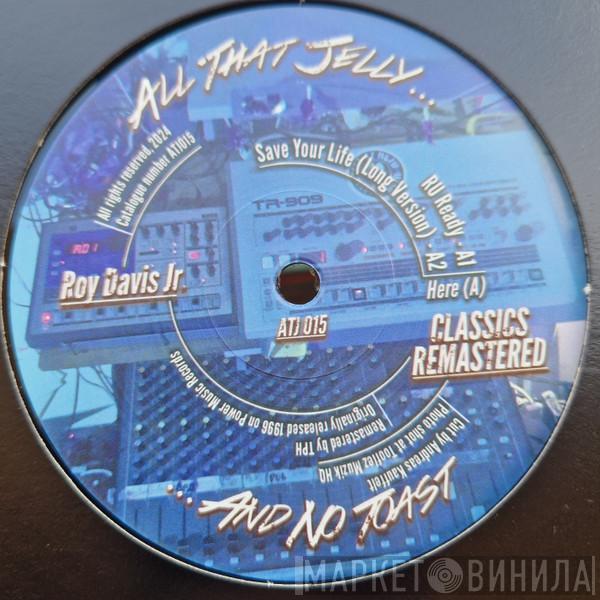 ALL THAT JELLY...
All rights reserved, 2024
Catalogue number ATJ015
RU Ready - A1
Save Your Life (Long Version) - A2
TR-909
Roy Davis Jr.
Here (A)
ATJ 015
CLASSICS
REMASTERED
Orginally released 1996 on Power Music Records
Remastered by TPH
Cut by Andreas Kauffelt
Photo shot at Toolfrez Muzik HQ
...AND NO TOAST
МАРКЕТ ВИНИЛА